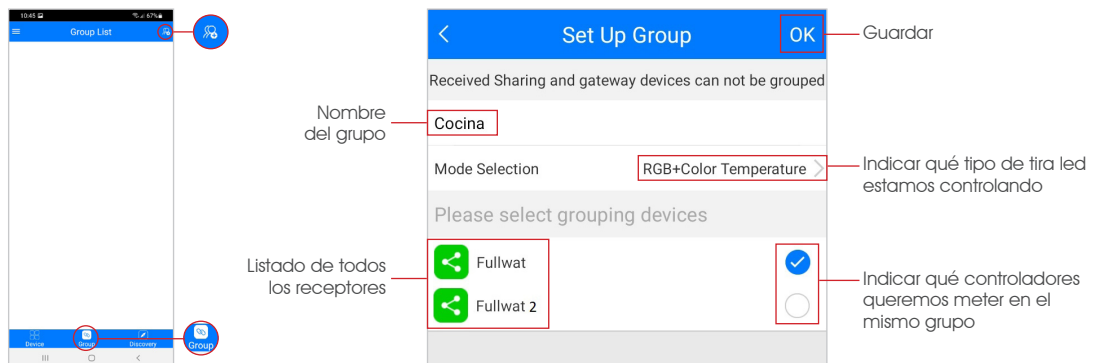 10:45 67%
Group List
Device Group Discovery
Group
Set Up Group OK
Guardar
Received Sharing and gateway devices can not be grouped
Nombre
del grupo
Cocina
Mode Selection RGB+Color Temperature
Indicar qué tipo de tira led
estamos controlando
Please select grouping devices
Listado de todos
los receptores
Fullwat
Fullwat 2
Indicar qué controladores
queremos meter en el
mismo grupo